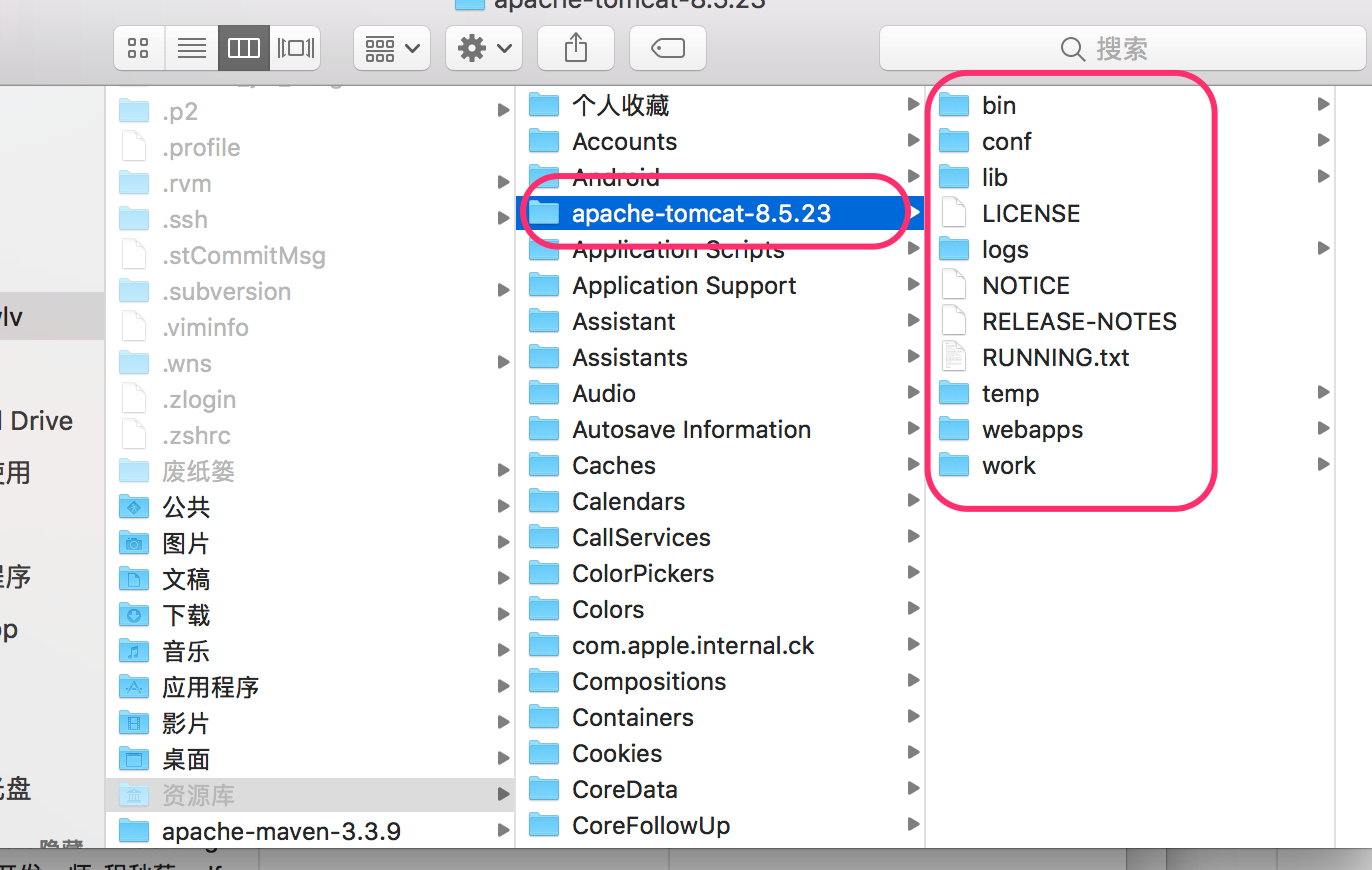 apache-tomcat-8.5.23
搜索
lv
Drive
使用
程序
pp
光盘
隐藏
.p2
.profile
.rvm
.ssh
.stCommitMsg
.subversion
.viminfo
.wns
.zlogin
.zshrc
废纸篓
公共
图片
文稿
下载
音乐
应用程序
影片
桌面
资源库
apache-maven-3.3.9
个人收藏
Accounts
Android
apache-tomcat-8.5.23
Application Scripts
Application Support
Assistant
Assistants
Audio
Autosave Information
Caches
Calendars
CallServices
ColorPickers
Colors
com.apple.internal.ck
Compositions
Containers
Cookies
CoreData
CoreFollowUp
bin
conf
lib
LICENSE
logs
NOTICE
RELEASE-NOTES
RUNNING.txt
temp
webapps
work